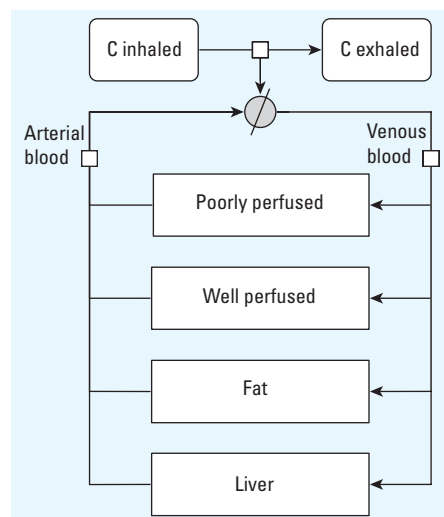 C inhaled
C exhaled
Arterial
blood
Venous
blood
Poorly perfused
Well perfused
Fat
Liver